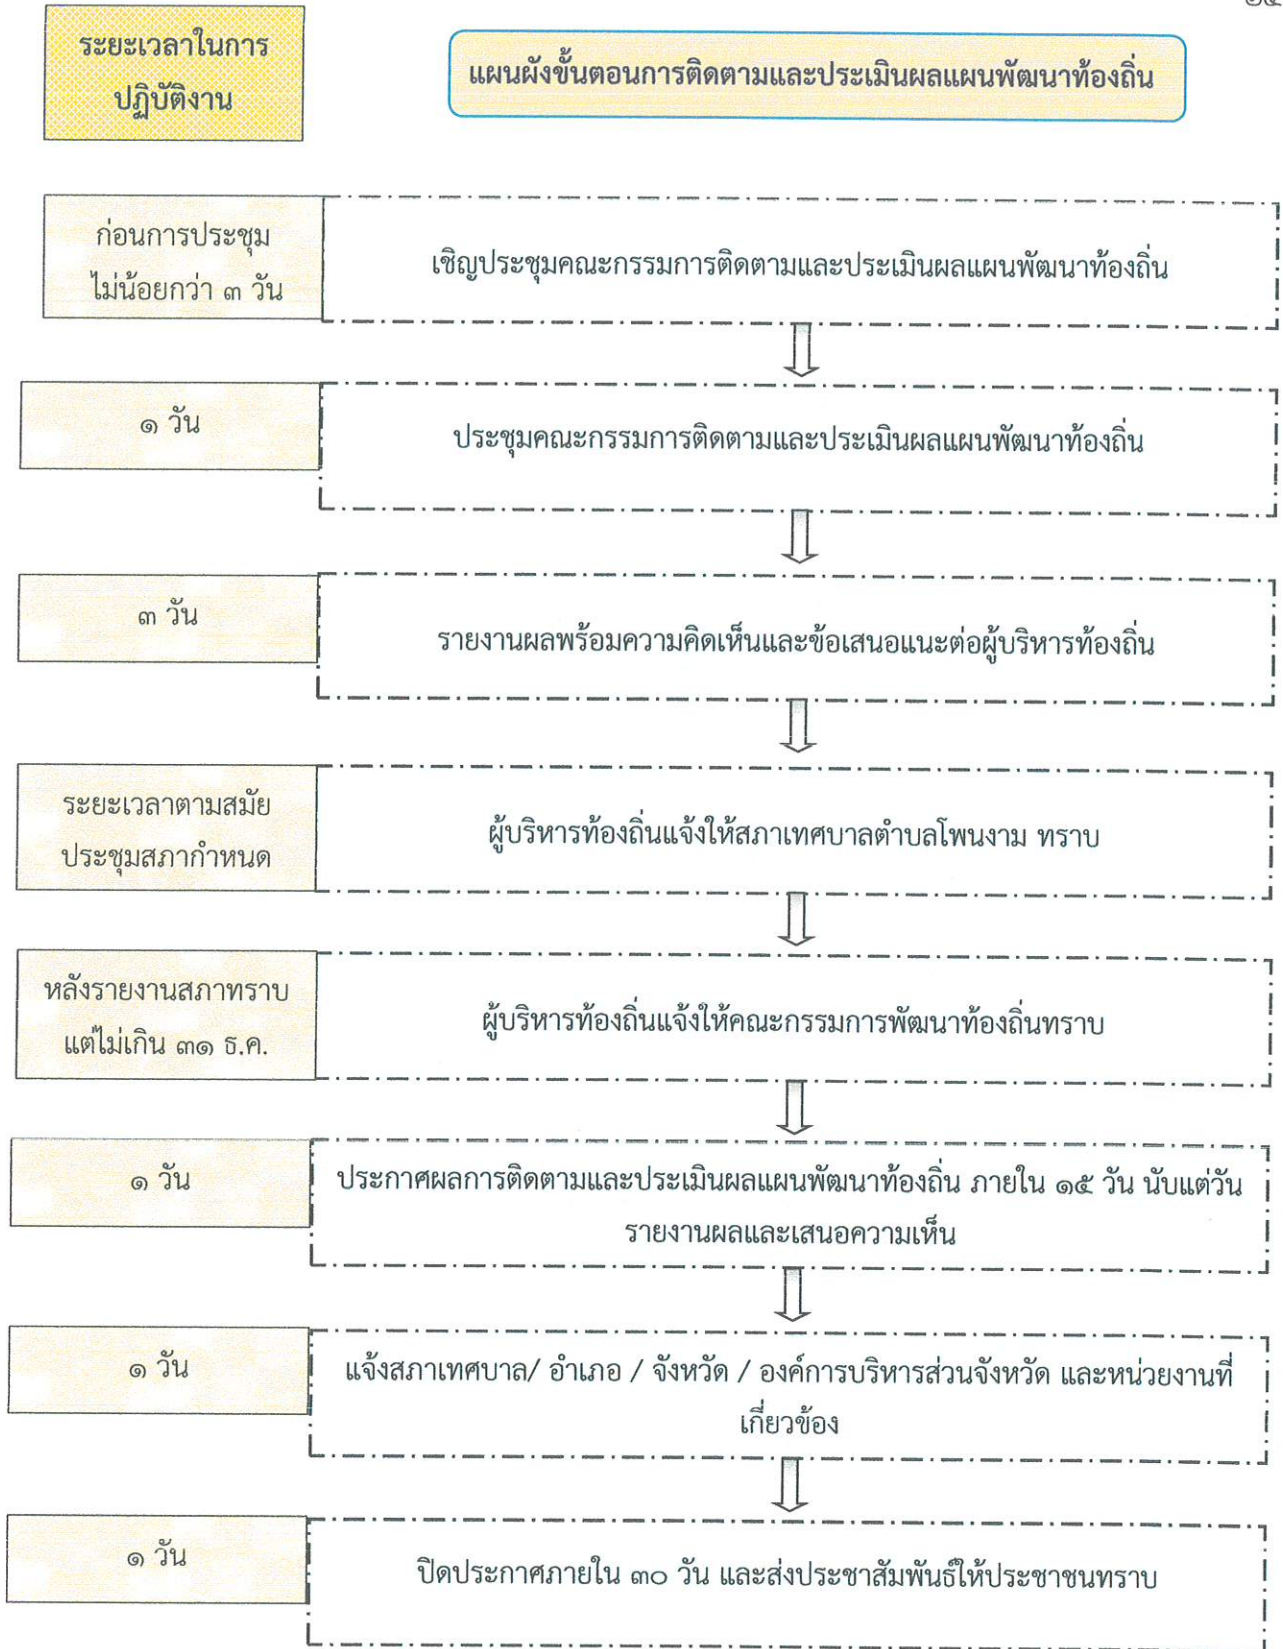 ระยะเวลาในการ
ปฏิบัติงาน
แผนผังขั้นตอนการติดตามและประเมินผลแผนพัฒนาท้องถิ่น
ก่อนการประชุม
ไม่น้อยกว่า ๓ วัน
เชิญประชุมคณะกรรมการติดตามและประเมินผลแผนพัฒนาท้องถิ่น
๑ วัน
ประชุมคณะกรรมการติดตามและประเมินผลแผนพัฒนาท้องถิ่น
๓ วัน
รายงานผลพร้อมความคิดเห็นและข้อเสนอแนะต่อผู้บริหารท้องถิ่น
ระยะเวลาตามสมัย
ประชุมสภากำหนด
ผู้บริหารท้องถิ่นแจ้งให้สภาเทศบาลตำบลโพนงาม ทราบ
หลังรายงานสภาทราบ
แต่ไม่เกิน ๓๑ ธ.ค.
ผู้บริหารท้องถิ่นแจ้งให้คณะกรรมการพัฒนาท้องถิ่นทราบ
๑ วัน
ประกาศผลการติดตามและประเมินผลแผนพัฒนาท้องถิ่น ภายใน ๑๕ วัน นับแต่วัน
รายงานผลและเสนอความเห็น
๑ วัน
แจ้งสภาเทศบาล/ อำเภอ / จังหวัด / องค์การบริหารส่วนจังหวัด และหน่วยงานที่
เกี่ยวข้อง
๑ วัน
ปิดประกาศภายใน ๓๐ วัน และส่งประชาสัมพันธ์ให้ประชาชนทราบ